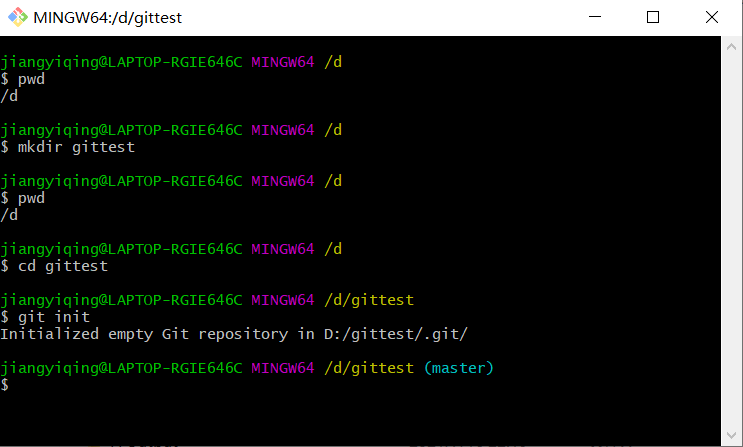 MINGW64:/d/gittest
jiangyiqing@LAPTOP-RGIE646C MINGW64 /d
$ pwd
/d
jiangyiqing@LAPTOP-RGIE646C MINGW64 /d
$ mkdir gittest
jiangyiqing@LAPTOP-RGIE646C MINGW64 /d
$ pwd
/d
jiangyiqing@LAPTOP-RGIE646C MINGW64 /d
$ cd gittest
jiangyiqing@LAPTOP-RGIE646C MINGW64 /d/gittest
$ git init
Initialized empty Git repository in D:/gittest/.git/
jiangyiqing@LAPTOP-RGIE646C MINGW64 /d/gittest (master)
$